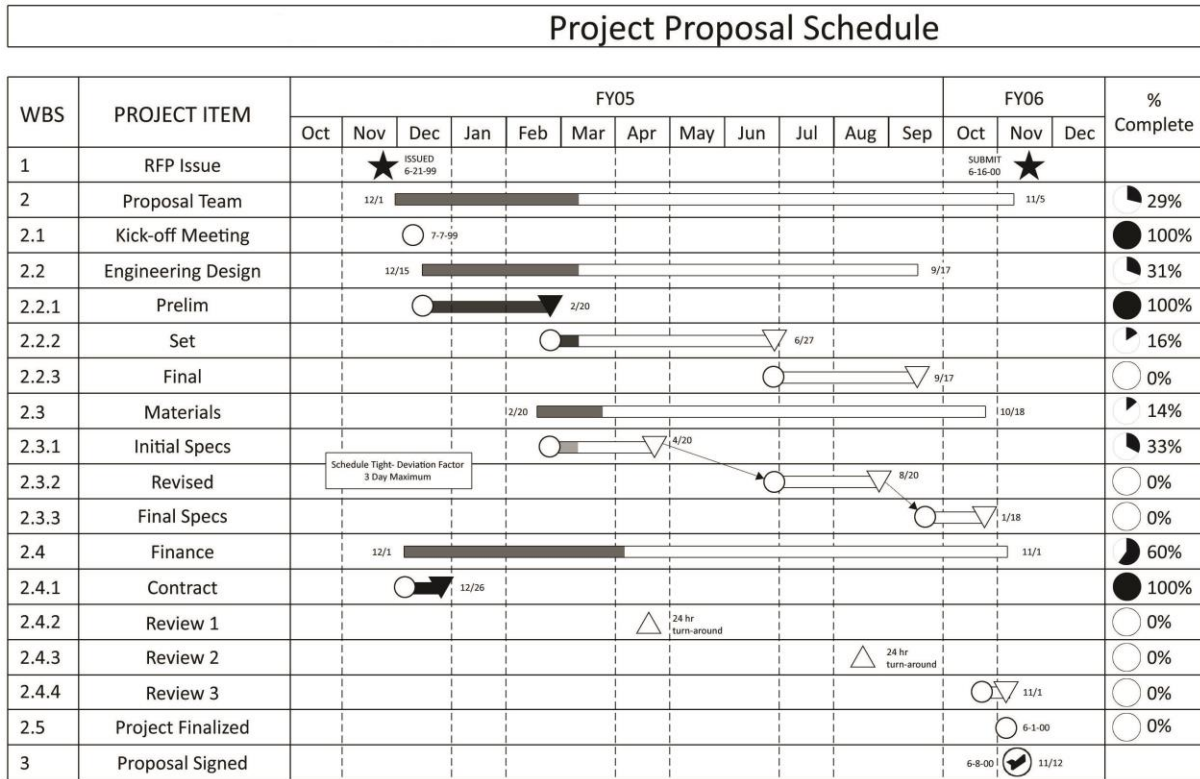 Project Proposal Schedule
WBS PROJECT ITEM FY05 FY06 % Complete
Oct Nov Dec Jan Feb Mar Apr May Jun Jul Aug Sep Oct Nov Dec
1 RFP Issue ISSUED 6-21-99 SUBMIT 6-16-00
2 Proposal Team 12/1 11/5 29%
2.1 Kick-off Meeting 7-7-99 100%
2.2 Engineering Design 12/15 9/17 31%
2.2.1 Prelim 2/20 100%
2.2.2 Set 6/27 16%
2.2.3 Final 9/17 0%
2.3 Materials 2/20 10/18 14%
2.3.1 Initial Specs 4/20 33%
Schedule Tight- Deviation Factor
3 Day Maximum
2.3.2 Revised 8/20 0%
2.3.3 Final Specs 1/18 0%
2.4 Finance 12/1 11/1 60%
2.4.1 Contract 12/26 100%
2.4.2 Review 1 24 hr turn-around 0%
2.4.3 Review 2 24 hr turn-around 0%
2.4.4 Review 3 11/1 0%
2.5 Project Finalized 6-1-00 0%
3 Proposal Signed 6-8-00 11/12